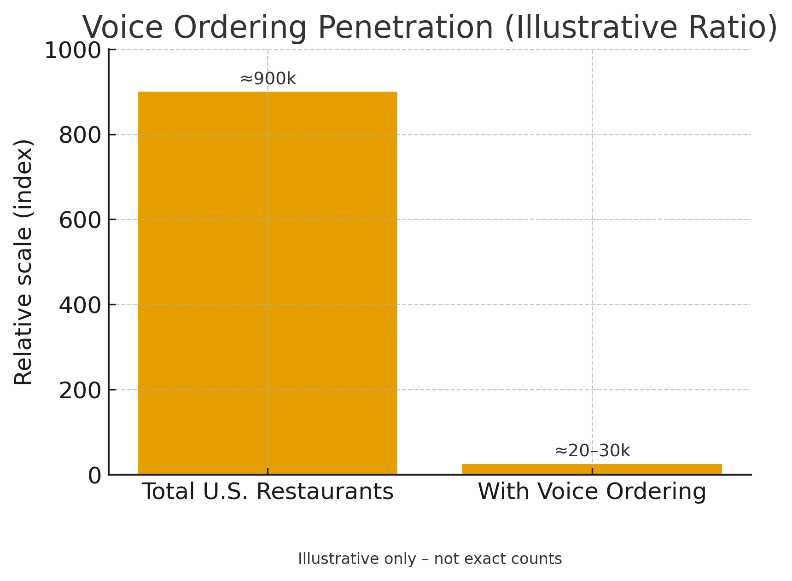 Voice Ordering Penetration (Illustrative Ratio)
1000
≈900k
800
600
Relative scale (index)
400
200
≈20–30k
0
Total U.S. Restaurants
With Voice Ordering
Illustrative only – not exact counts